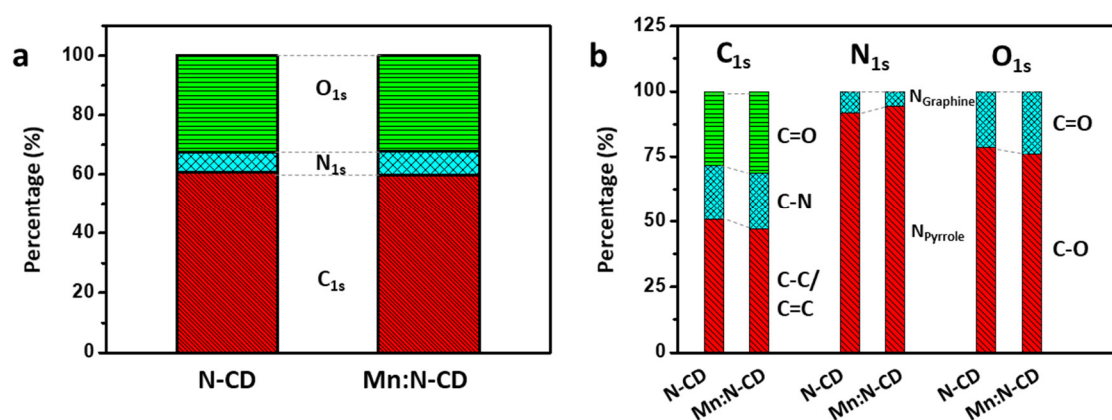 a
Percentage (%)
100
80
60
40
20
0
O1s
N1s
C1s
N-CD
Mn:N-CD
b
Percentage (%)
125
100
75
50
25
0
C1s
N1s
O1s
C=O
C-N
C-C/
C=C
NGraphine
NPyrrole
C=O
C-O
N-CD
Mn:N-CD
N-CD
Mn:N-CD
N-CD
Mn:N-CD